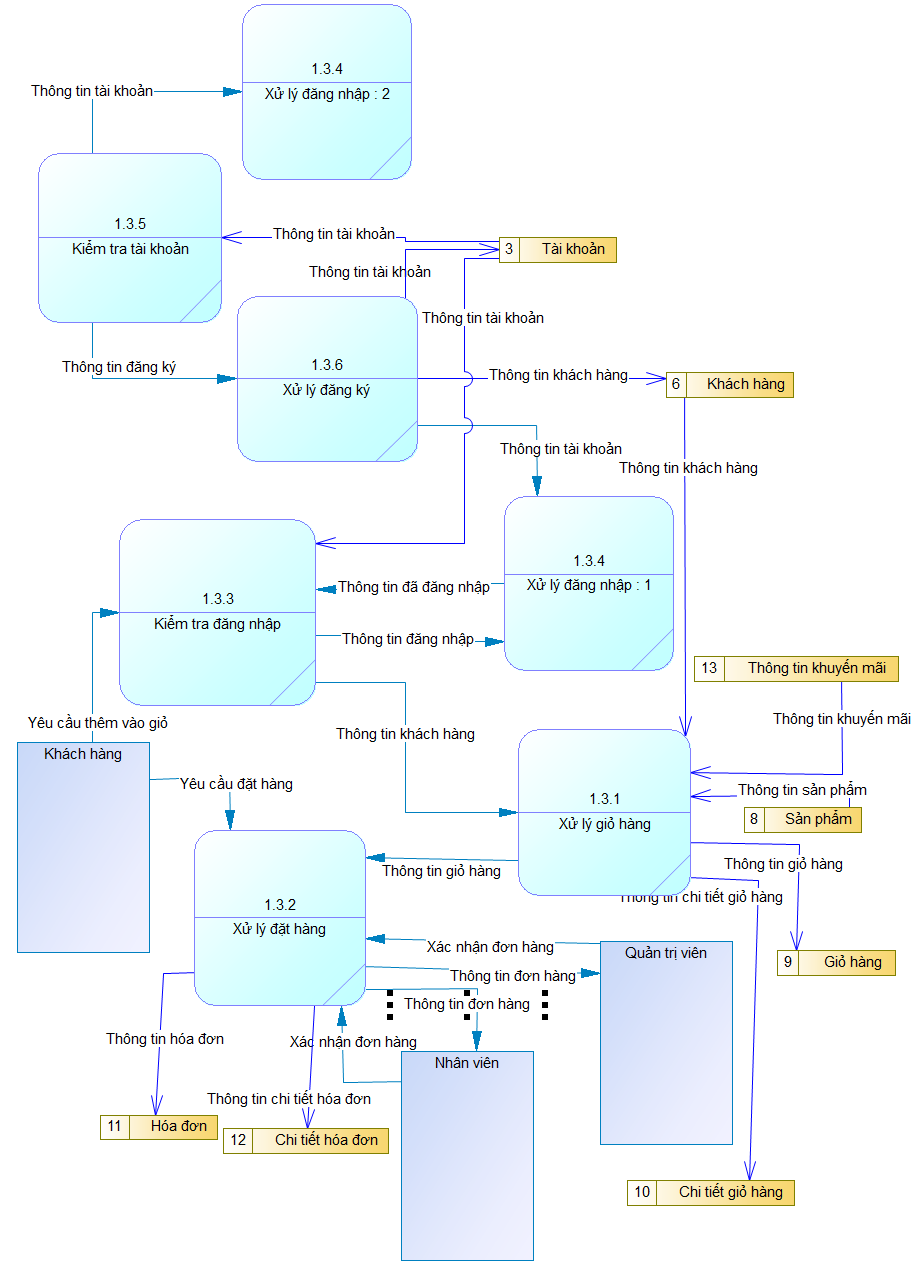 1.3.4
Xử lý đăng nhập : 2
Thông tin tài khoản
1.3.5
Kiểm tra tài khoản
Thông tin tài khoản
3 Tài khoản
Thông tin tài khoản
Thông tin tài khoản
1.3.6
Xử lý đăng ký
Thông tin đăng ký
Thông tin khách hàng
6 Khách hàng
Thông tin tài khoản
Thông tin khách hàng
1.3.4
Xử lý đăng nhập : 1
1.3.3
Kiểm tra đăng nhập
Thông tin đã đăng nhập
Thông tin đăng nhập
13 Thông tin khuyến mãi
Thông tin khuyến mãi
Yêu cầu thêm vào giỏ
Thông tin khách hàng
Khách hàng
Yêu cầu đặt hàng
Thông tin sản phẩm
1.3.1
Xử lý giỏ hàng
8 Sản phẩm
Thông tin giỏ hàng
Thông tin giỏ hàng
Thông tin chi tiết giỏ hàng
1.3.2
Xử lý đặt hàng
Xác nhận đơn hàng
Quản trị viên
9 Giỏ hàng
Thông tin đơn hàng
Thông tin đơn hàng
Thông tin hóa đơn
Xác nhận đơn hàng
Nhân viên
Thông tin chi tiết hóa đơn
11 Hóa đơn
12 Chi tiết hóa đơn
10 Chi tiết giỏ hàng